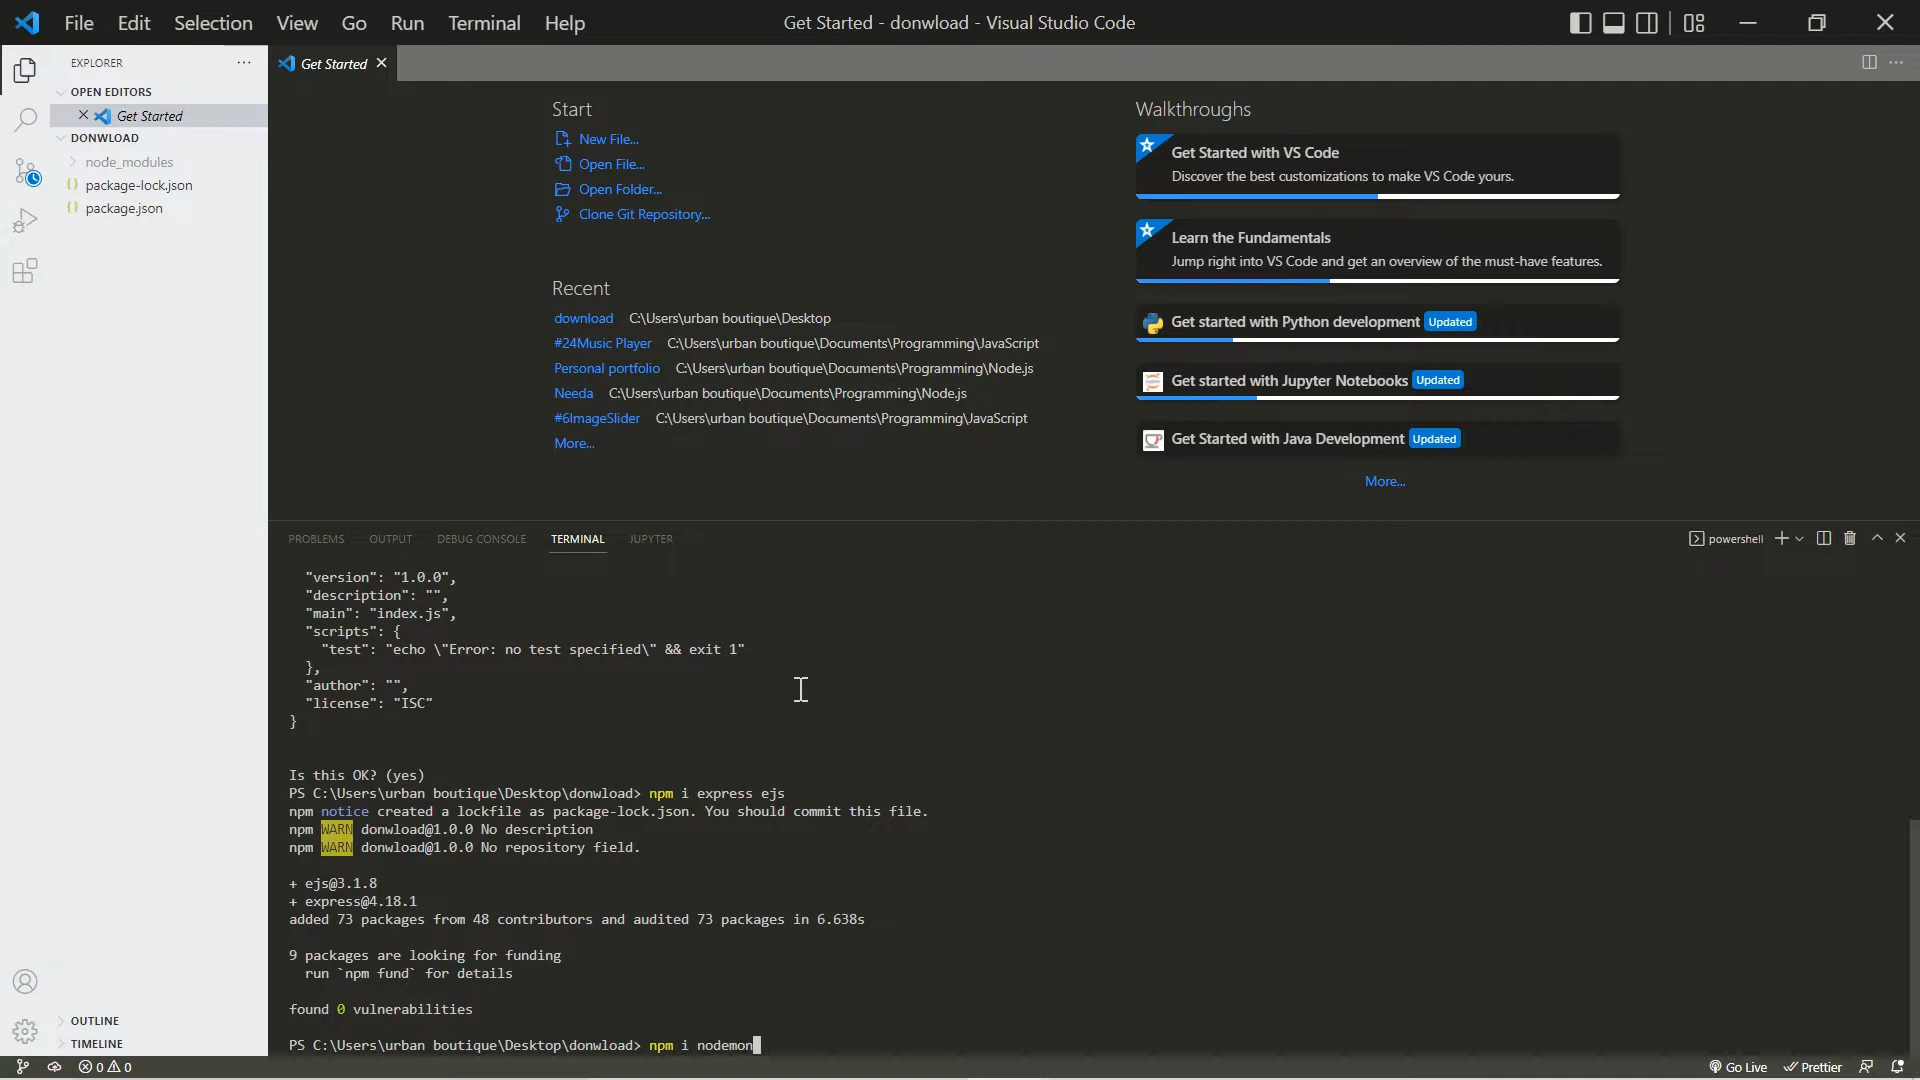 File Edit Selection View Go Run Terminal Help
Get Started - donwload - Visual Studio Code
EXPLORER
OPEN EDITORS
Get Started
DONWLOAD
node_modules
package-lock.json
package.json
OUTLINE
TIMELINE
Get Started
Start
New File...
Open File...
Open Folder...
Clone Git Repository...
Recent
download C:\Users\urban boutique\Desktop
#24Music Player C:\Users\urban boutique\Documents\Programming\JavaScript
Personal portfolio C:\Users\urban boutique\Documents\Programming\Node.js
Needa C:\Users\urban boutique\Documents\Programming\Node.js
#6ImageSlider C:\Users\urban boutique\Documents\Programming\JavaScript
More...
Walkthroughs
Get Started with VS Code
Discover the best customizations to make VS Code yours.
Learn the Fundamentals
Jump right into VS Code and get an overview of the must-have features.
Get started with Python development Updated
Get started with Jupyter Notebooks Updated
Get Started with Java Development Updated
More...
PROBLEMS OUTPUT DEBUG CONSOLE TERMINAL JUPYTER
powershell
"version": "1.0.0",
"description": "",
"main": "index.js",
"scripts": {
"test": "echo \"Error: no test specified\" && exit 1"
},
"author": "",
"license": "ISC"
}
Is this OK? (yes)
PS C:\Users\urban boutique\Desktop\donwload> npm i express ejs
npm notice created a lockfile as package-lock.json. You should commit this file.
npm WARN donwload@1.0.0 No description
npm WARN donwload@1.0.0 No repository field.
+ ejs@3.1.8
+ express@4.18.1
added 73 packages from 48 contributors and audited 73 packages in 6.638s
9 packages are looking for funding
run `npm fund` for details
found 0 vulnerabilities
PS C:\Users\urban boutique\Desktop\donwload> npm i nodemon
0 0
Go Live
Prettier